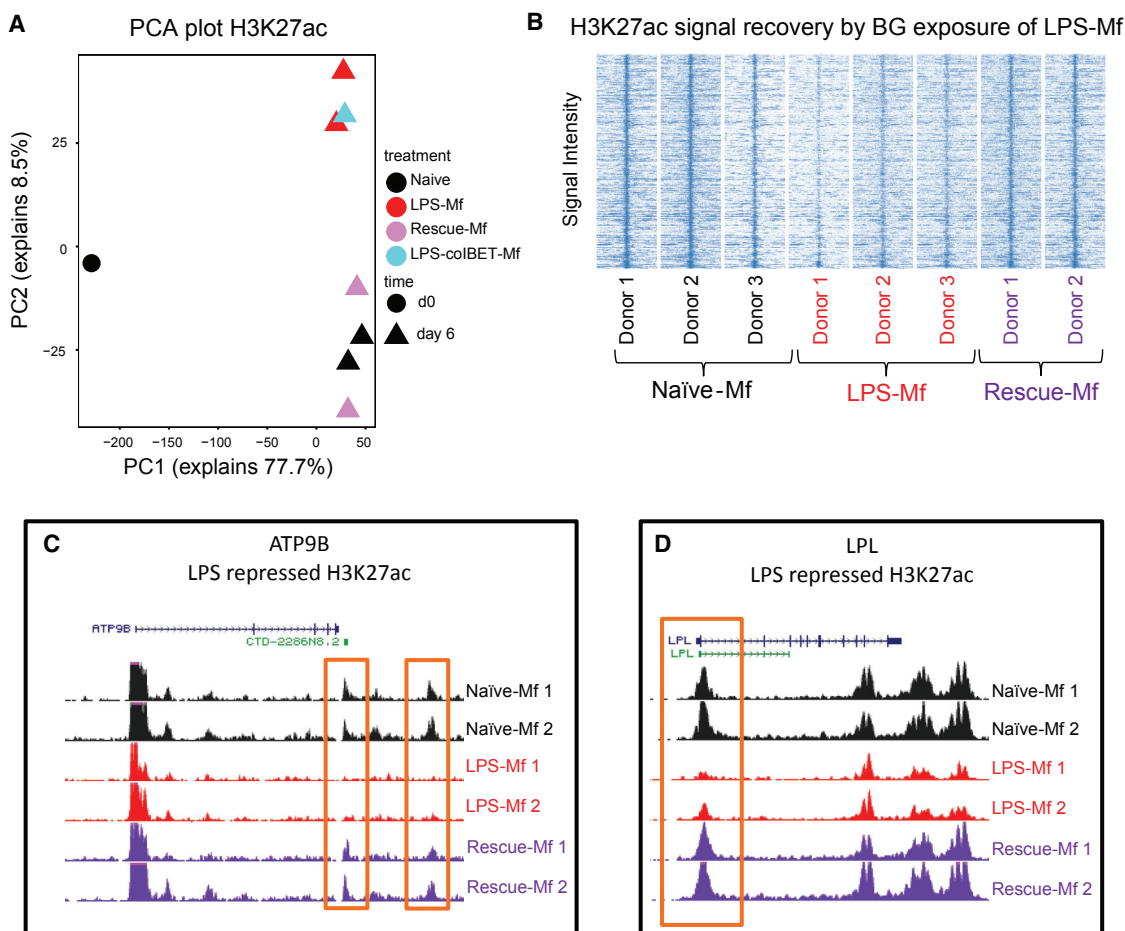 A
PCA plot H3K27ac
PC2 (explains 8.5%)
25
0
−25
−200
−150
−100
−50
0
50
PC1 (explains 77.7%)
treatment
Naive
LPS-Mf
Rescue-Mf
LPS-coIBET-Mf
time
d0
day 6
B
H3K27ac signal recovery by BG exposure of LPS-Mf
Signal Intensity
Donor 1
Donor 2
Donor 3
Donor 1
Donor 2
Donor 3
Donor 1
Donor 2
Naïve-Mf
LPS-Mf
Rescue-Mf
C
ATP9B
LPS repressed H3K27ac
ATP9B
CTD-2286N8.2
Naïve-Mf 1
Naïve-Mf 2
LPS-Mf 1
LPS-Mf 2
Rescue-Mf 1
Rescue-Mf 2
D
LPL
LPS repressed H3K27ac
LPL
LPL
Naïve-Mf 1
Naïve-Mf 2
LPS-Mf 1
LPS-Mf 2
Rescue-Mf 1
Rescue-Mf 2